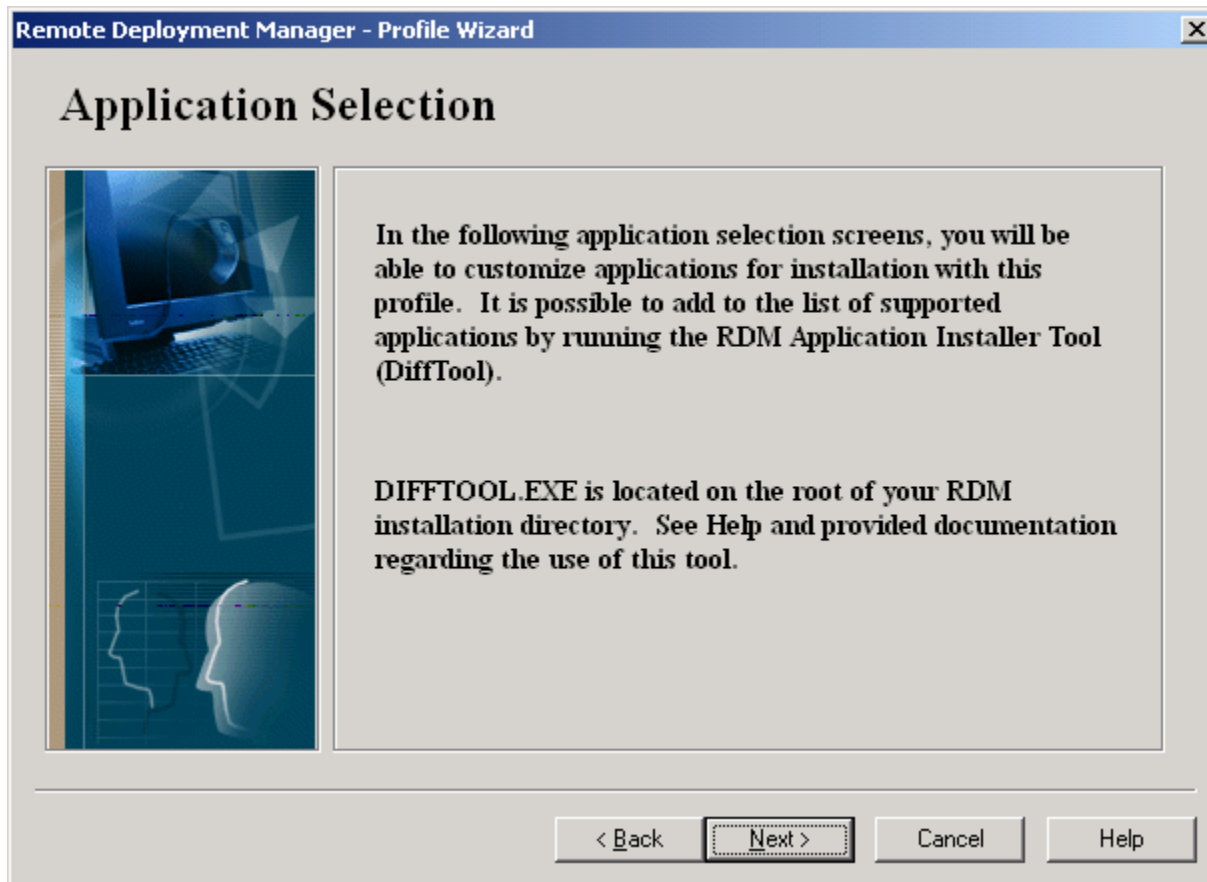 Remote Deployment Manager - Profile Wizard
Application Selection
In the following application selection screens, you will be
able to customize applications for installation with this
profile.  It is possible to add to the list of supported
applications by running the RDM Application Installer Tool
(DiffTool).
DIFFTOOL.EXE is located on the root of your RDM
installation directory.  See Help and provided documentation
regarding the use of this tool.
< Back Next > Cancel Help